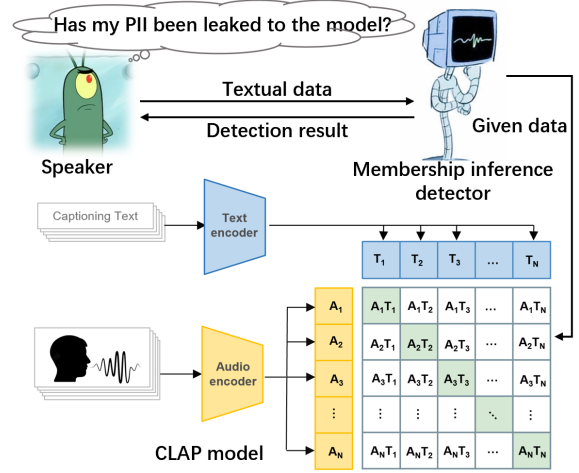 Has my PII been leaked to the model?
Textual data
Detection result
Speaker
Given data
Membership inference
detector
Captioning Text
Text
encoder
T1 T2 T3 ... TN
A1 A1T1 A1T2 A1T3 ... A1TN
A2 A2T1 A2T2 A2T3 ... A2TN
Audio
encoder
A3 A3T1 A3T2 A3T3 ... A3TN
⋮ ⋮ ⋮ ⋮ ⋱ ⋮
AN ANT1 ANT2 ANT3 ... ANTN
CLAP model